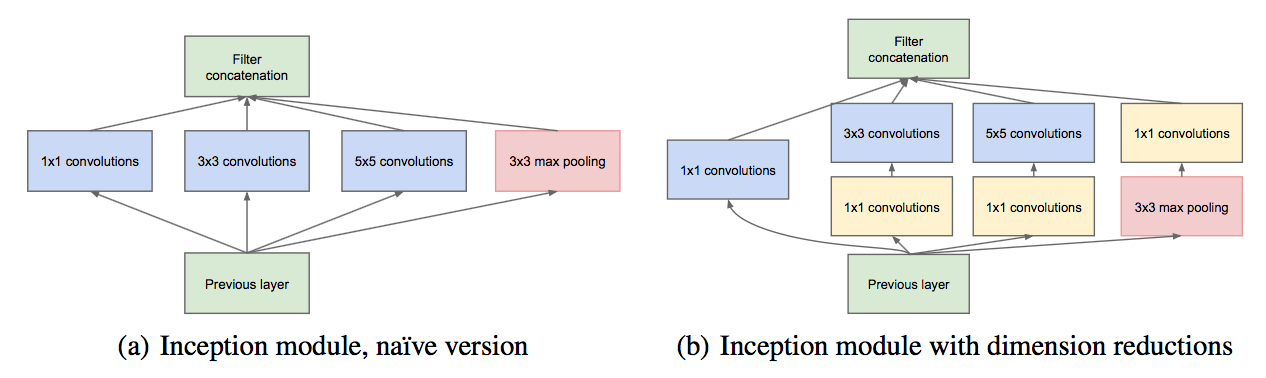 Filter
concatenation
1x1 convolutions
3x3 convolutions
5x5 convolutions
3x3 max pooling
Previous layer
(a) Inception module, naïve version
Filter
concatenation
3x3 convolutions
5x5 convolutions
1x1 convolutions
1x1 convolutions
1x1 convolutions
1x1 convolutions
3x3 max pooling
Previous layer
(b) Inception module with dimension reductions